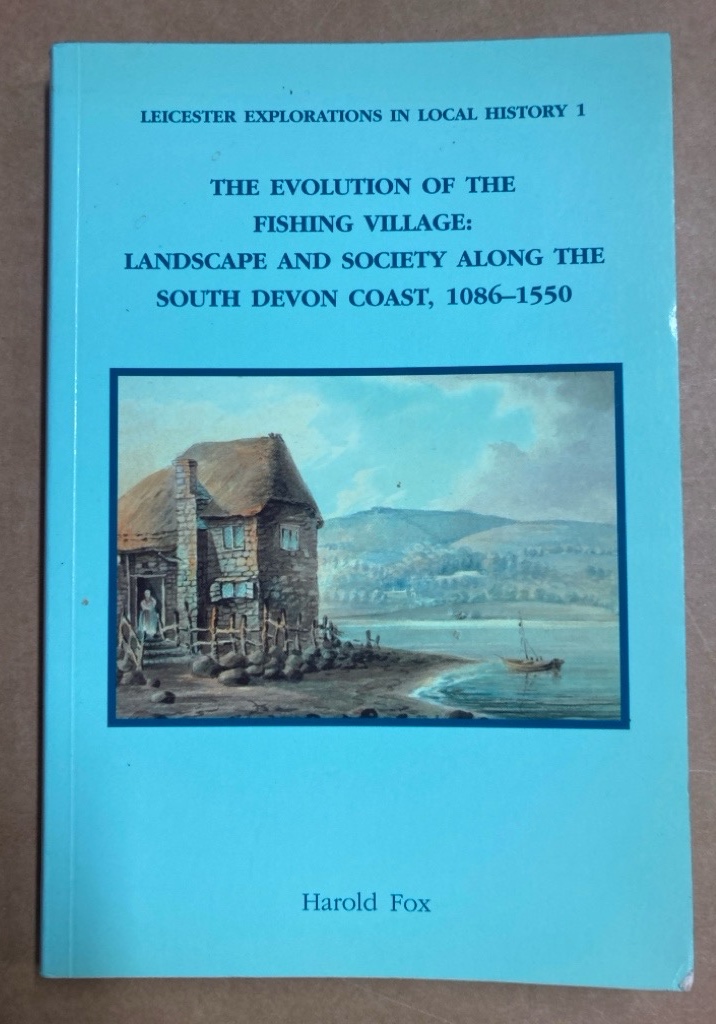 LEICESTER EXPLORATIONS IN LOCAL HISTORY 1
THE EVOLUTION OF THE
FISHING VILLAGE:
LANDSCAPE AND SOCIETY ALONG THE
SOUTH DEVON COAST, 1086–1550
Harold Fox